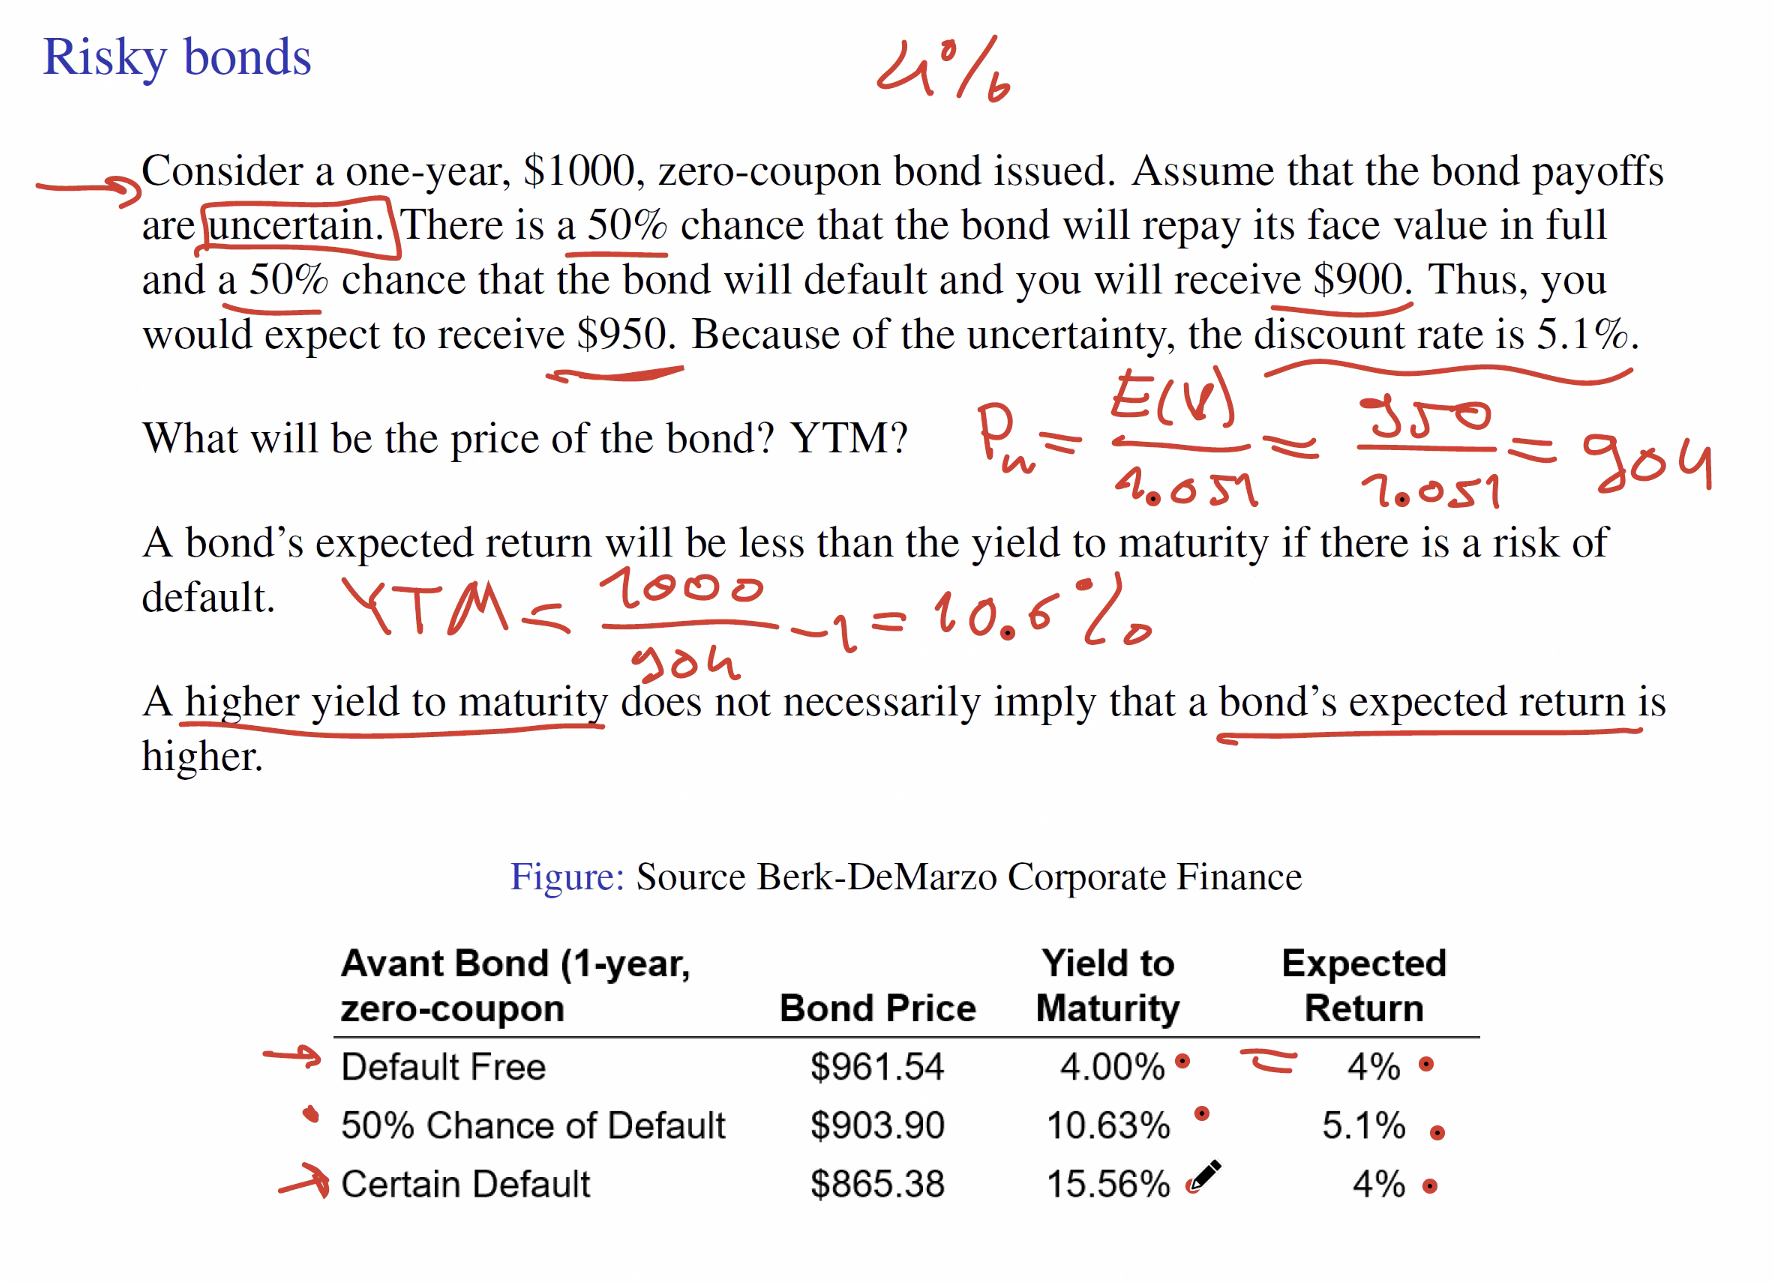 Risky bonds
4%
Consider a one-year, $1000, zero-coupon bond issued. Assume that the bond payoffs
are uncertain. There is a 50% chance that the bond will repay its face value in full
and a 50% chance that the bond will default and you will receive $900. Thus, you
would expect to receive $950. Because of the uncertainty, the discount rate is 5.1%.
What will be the price of the bond? YTM?
= E(V) / 1.051 = 950 / 1.051 = 904
A bond's expected return will be less than the yield to maturity if there is a risk of
default.
YTM = 1000 / 904 - 1 = 10.6%
A higher yield to maturity does not necessarily imply that a bond's expected return is
higher.
Figure: Source Berk-DeMarzo Corporate Finance
Avant Bond (1-year, Yield to Expected
zero-coupon Bond Price Maturity Return
Default Free $961.54 4.00% = 4%
50% Chance of Default $903.90 10.63% 5.1%
Certain Default $865.38 15.56% 4%